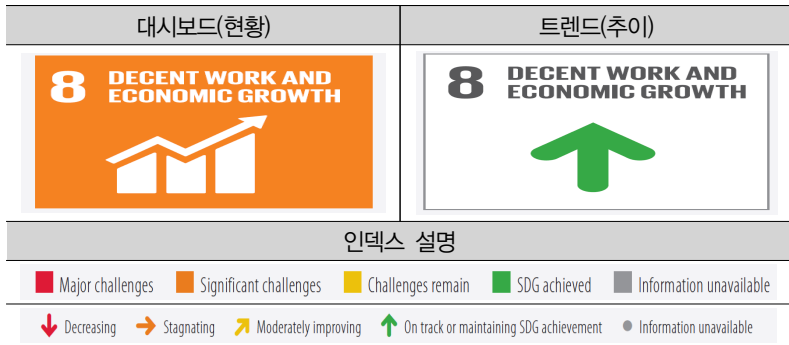 대시보드(현황)
트렌드(추이)
8 DECENT WORK AND
ECONOMIC GROWTH
8 DECENT WORK AND
ECONOMIC GROWTH
인덱스 설명
Major challenges Significant challenges Challenges remain SDG achieved Information unavailable
Decreasing Stagnating Moderately improving On track or maintaining SDG achievement Information unavailable